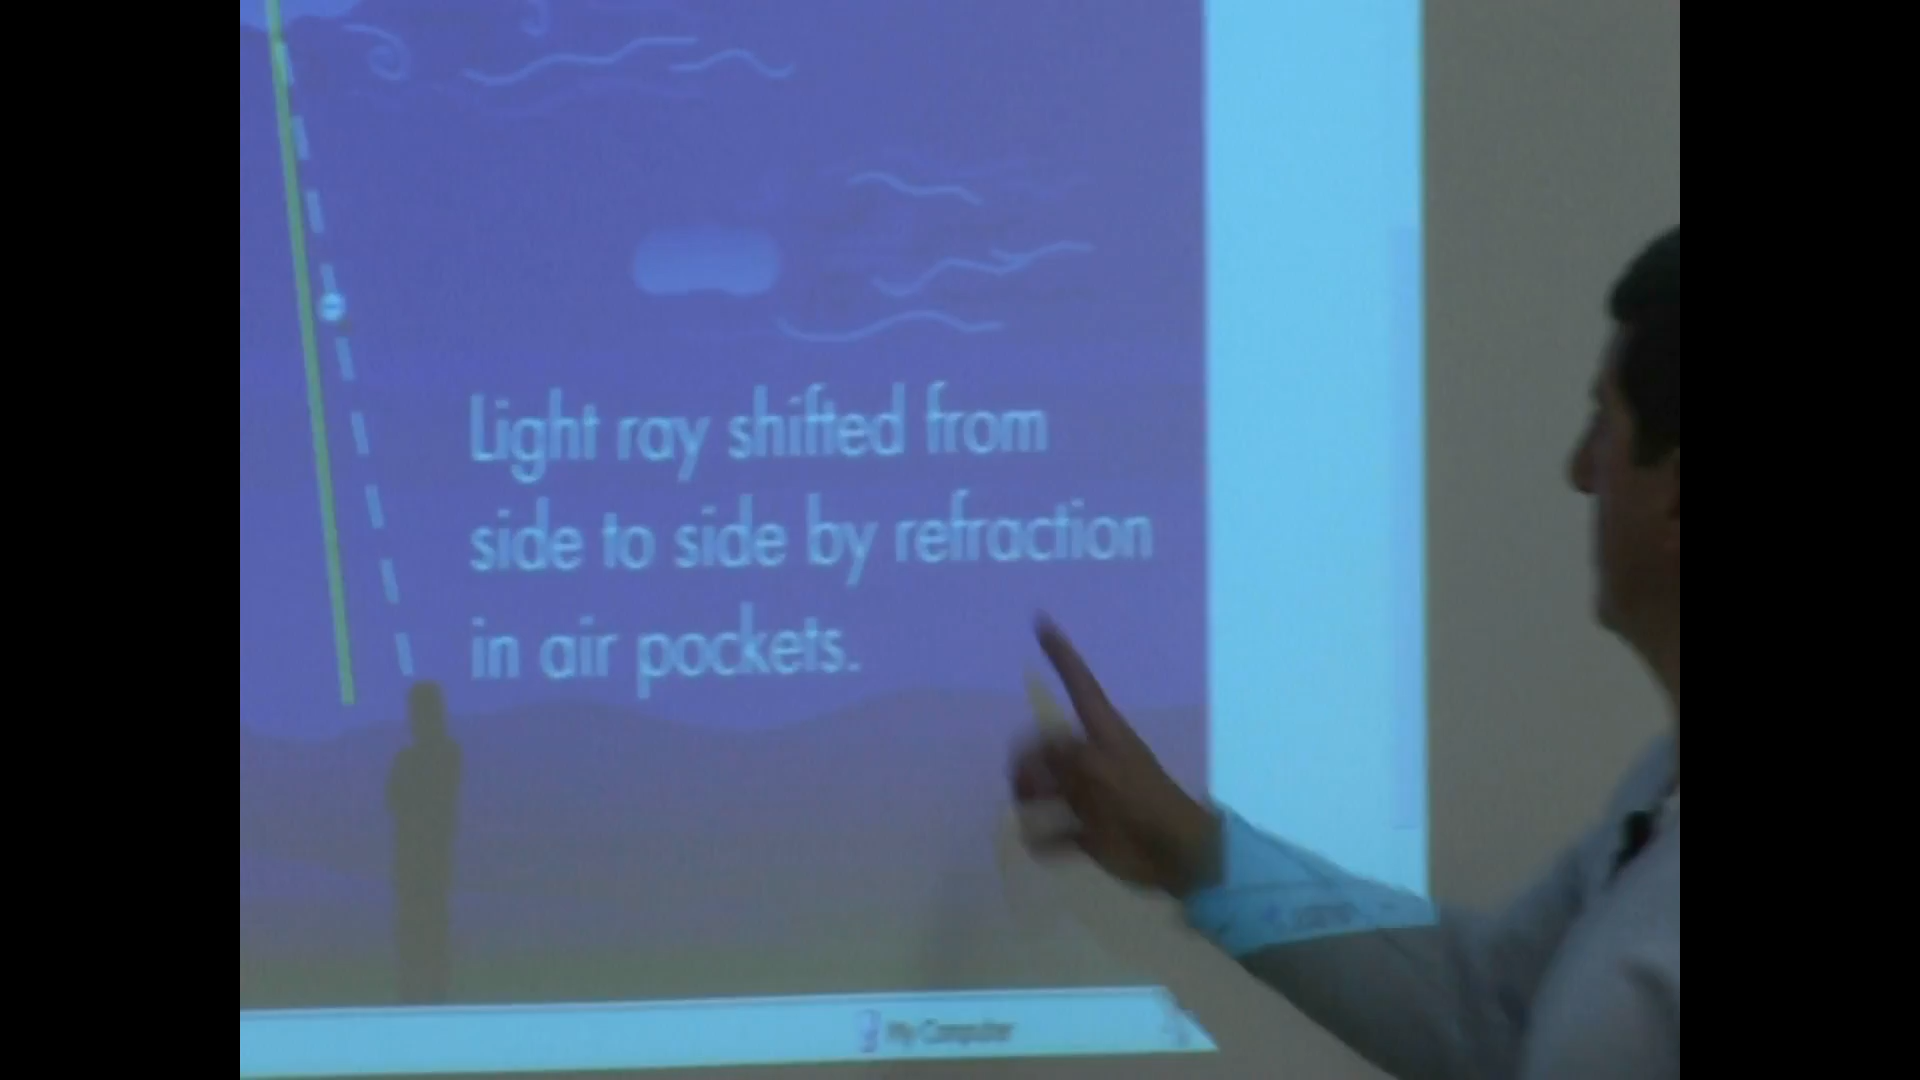 Light ray shifted from
side to side by refraction
in air pockets.
My Computer